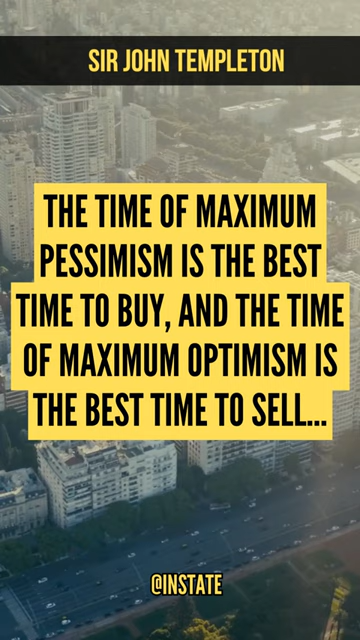 SIR JOHN TEMPLETON
THE TIME OF MAXIMUM
PESSIMISM IS THE BEST
TIME TO BUY, AND THE TIME
OF MAXIMUM OPTIMISM IS
THE BEST TIME TO SELL...
@INSTATE